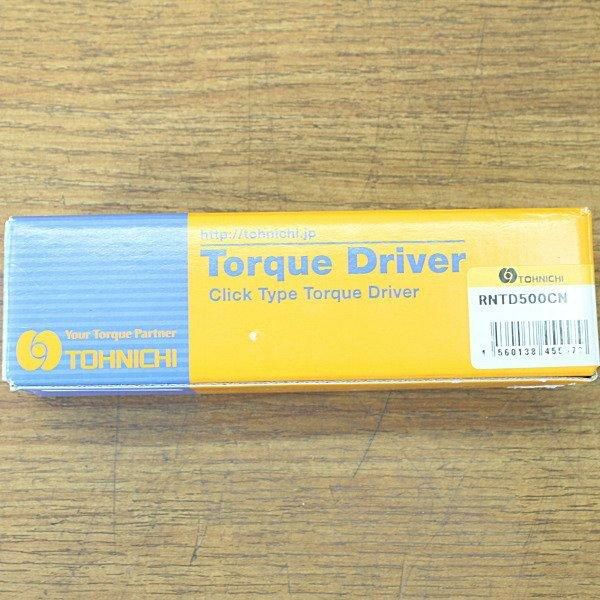 http://tohnichi.jp
Torque Driver
Click Type Torque Driver
Your Torque Partner
TOHNICHI
TOHNICHI
RNTD500CN